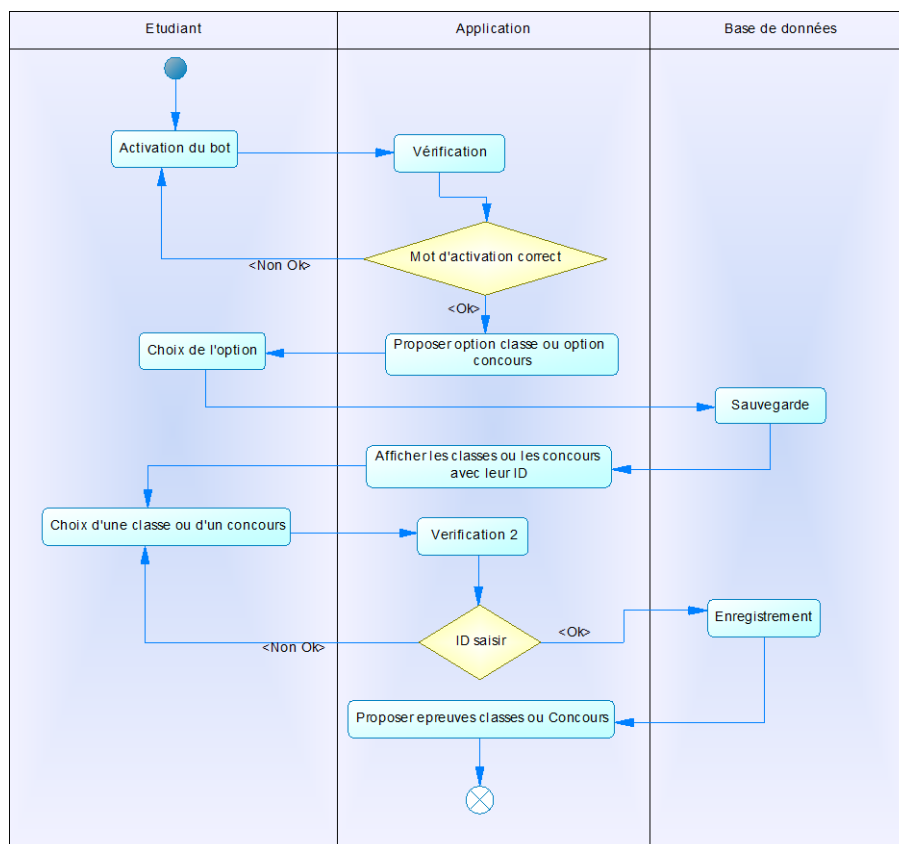 Etudiant
Application
Base de données
Activation du bot
Vérification
Mot d'activation correct
<Non Ok>
<Ok>
Choix de l'option
Proposer option classe ou option
concours
Sauvegarde
Afficher les classes ou les concours
avec leur ID
Choix d'une classe ou d'un concours
Verification 2
ID saisir
<Non Ok>
<Ok>
Enregistrement
Proposer epreuves classes ou Concours